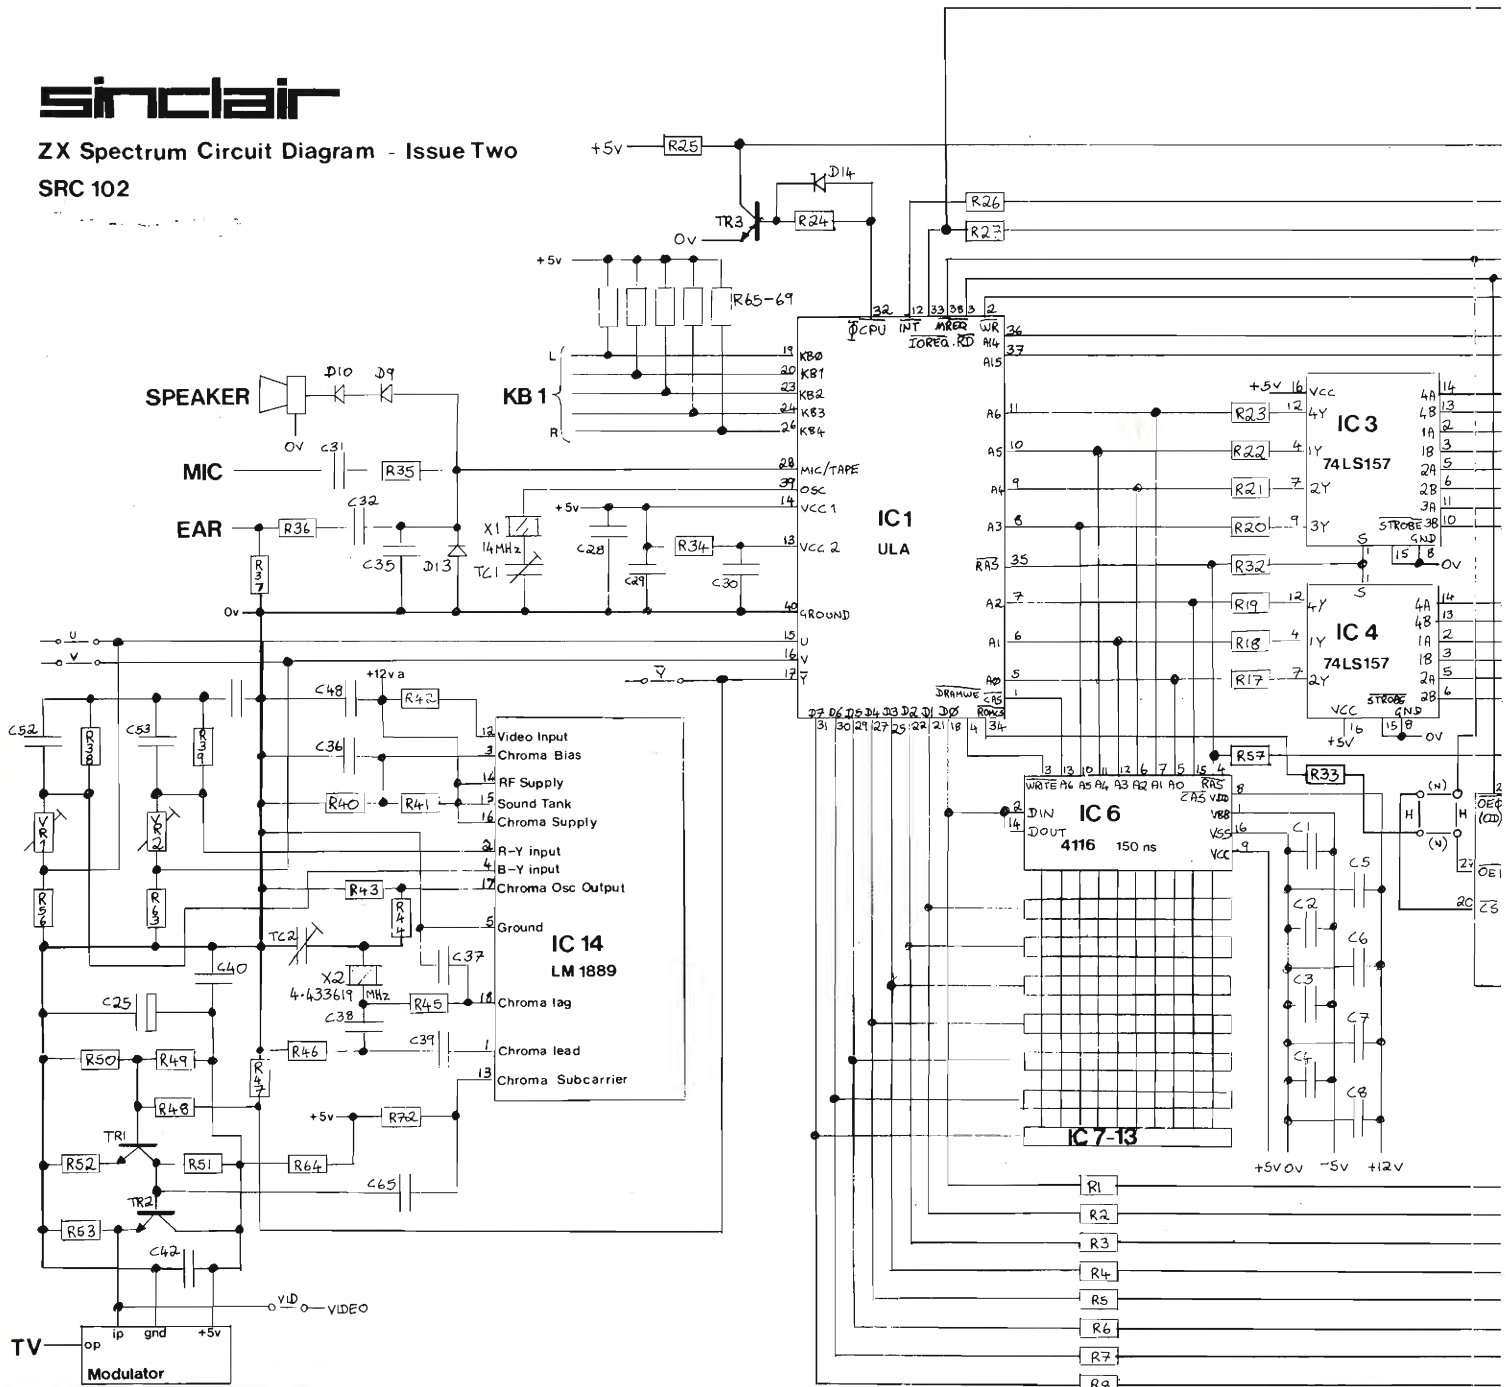 sinclair
ZX Spectrum Circuit Diagram - Issue Two
SRC 102
+5v R25
D14
TR3 R24
0v
R26
R27
+5v
R65-69
32 12 33 38 3 2
ΦCPU INT MREQ WR
IOREQ. RD A14 36
A15 37
L 19 KB0
20 KB1
KB 1 23 KB2
24 KB3
R 26 KB4
SPEAKER D10 D9
0v
MIC C31 R35 28 MIC/TAPE
39 OSC
EAR R36 C32
+5v 14 VCC 1
X1 14MHz
TC1
C28 C29 R34 C30 13 VCC 2
C35 D13
R37
0v 40 GROUND
IC 1
ULA
A6 11 R23
A5 10 R22
A4 9 R21
A3 8 R20
RAS 35 R32
A2 7 R19
A1 6 R18
A0 5 R17
+5v 16 VCC 4A 14
12 4Y 4B 13
1A 2
4 1Y 1B 3
2A 5
7 2Y 2B 6
3A 11
9 3Y STROBE 3B 10
IC 3
74LS157
S GND
15 8
0v
S
12 4Y 4A 14
4B 13
4 1Y 1A 2
1B 3
7 2Y 2A 5
2B 6
IC 4
74LS157
STROBE
VCC GND
16 15 8
+5v 0v
U 15 U
V 16 V
Y 17 Y
DRAMWE CAS 1
D7 D6 D5 D4 D3 D2 D1 D0 ROMCS
31 30 29 27 25 22 21 18 4 34
+12v a
C48 R42
C52 R38 C53 R39
C36
R40 R41
VR1 VR2
R56 R63
12 Video Input
3 Chroma Bias
14 RF Supply
15 Sound Tank
16 Chroma Supply
2 R-Y input
4 B-Y input
17 Chroma Osc Output
5 Ground
18 Chroma lag
1 Chroma lead
13 Chroma Subcarrier
IC 14
LM 1889
R43 R44
TC2
X2
4.433619 MHz
C37
R45
C38 C39
R46
R47
C40
C25
R50 R49
R48
TR1
R52 R51
R64
+5v R72
C65
TR2
R53
C42
VID VIDEO
TV op ip gnd +5v
Modulator
R57
R33
3 13 10 11 12 6 7 5 15 4
WRITE A6 A5 A4 A3 A2 A1 A0 RAS
CAS VDD 8
2 DIN VBB 1
14 DOUT VSS 16
VCC 9
IC 6
4116 150 ns
IC 7-13
C1
C5
C2
C6
C3
C7
C4
C8
+5v 0v -5v +12v
(N)
H H
(N)
OE0
(OD)
27 OE1
20 CS
R1
R2
R3
R4
R5
R6
R7
R8